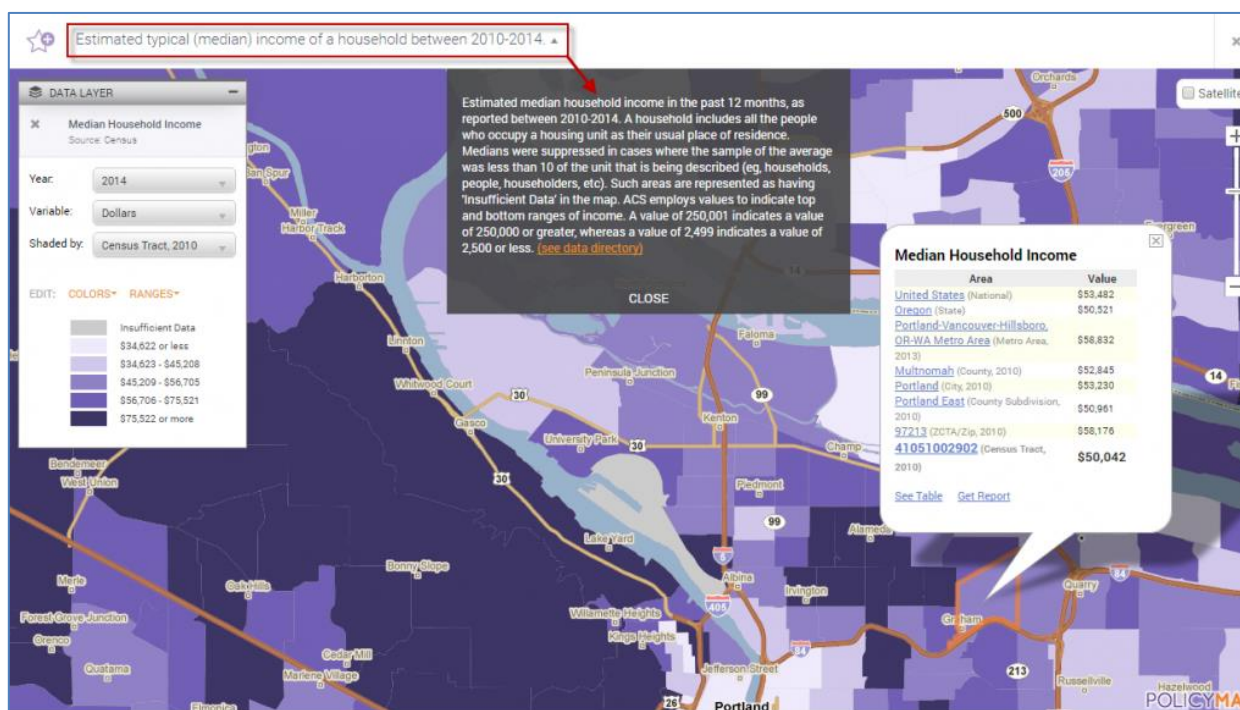 Estimated typical (median) income of a household between 2010-2014. ▲
DATA LAYER
Median Household Income
Source: Census
Year:
2014
Variable:
Dollars
Shaded by:
Census Tract, 2010
EDIT: COLORS RANGES
Insufficient Data
$34,622 or less
$34,623 - $45,208
$45,209 - $56,705
$56,706 - $75,521
$75,522 or more
Estimated median household income in the past 12 months, as
reported between 2010-2014. A household includes all the people
who occupy a housing unit as their usual place of residence.
Medians were suppressed in cases where the sample of the average
was less than 10 of the unit that is being described (eg, households,
people, householders, etc). Such areas are represented as having
'Insufficient Data' in the map. ACS employs values to indicate top
and bottom ranges of income. A value of 250,001 indicates a value
of 250,000 or greater, whereas a value of 2,499 indicates a value of
2,500 or less. (see data directory)
CLOSE
Satellite
Median Household Income
Area Value
United States (National) $53,482
Oregon (State) $50,521
Portland-Vancouver-Hillsboro,
OR-WA Metro Area (Metro Area, $58,832
2013)
Multnomah (County, 2010) $52,845
Portland (City, 2010) $53,230
Portland East (County Subdivision, $50,961
2010)
97213 (ZCTA/Zip, 2010) $58,176
41051002902 (Census Tract, $50,042
2010)
See Table Get Report
Orchards
500
205
Evergreen
14
14
Miller
Harbor Track
Harborton
Linnton
Whitwood Court
Gasco
Faloma
Peninsula Junction
99
30
Kenton
University Park
30
Champ
30
Piedmont
99
Alameda
Bendemeer
West Union
Lake Yard
5
Bonny Slope
Albina
Irvington
405
Merle
Oak Hills
Quarry
84
Forest Grove Junction
Orenco
Willamette Heights
Kings Heights
Graham
84
Cedar Mill
Quatama
Marlene Village
Jefferson Street
213
Russellville
Hazelwood
26
Portland
POLICYMA